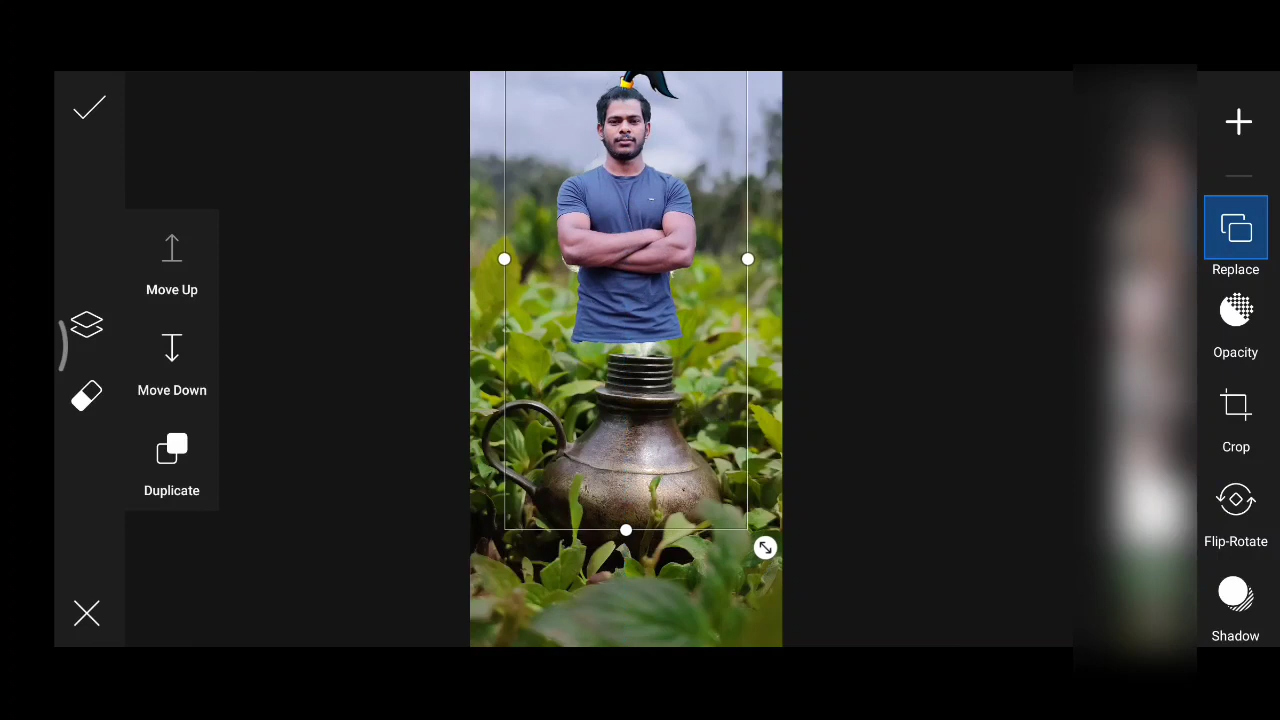 Move Up
Move Down
Duplicate
Replace
Opacity
Crop
Flip-Rotate
Shadow